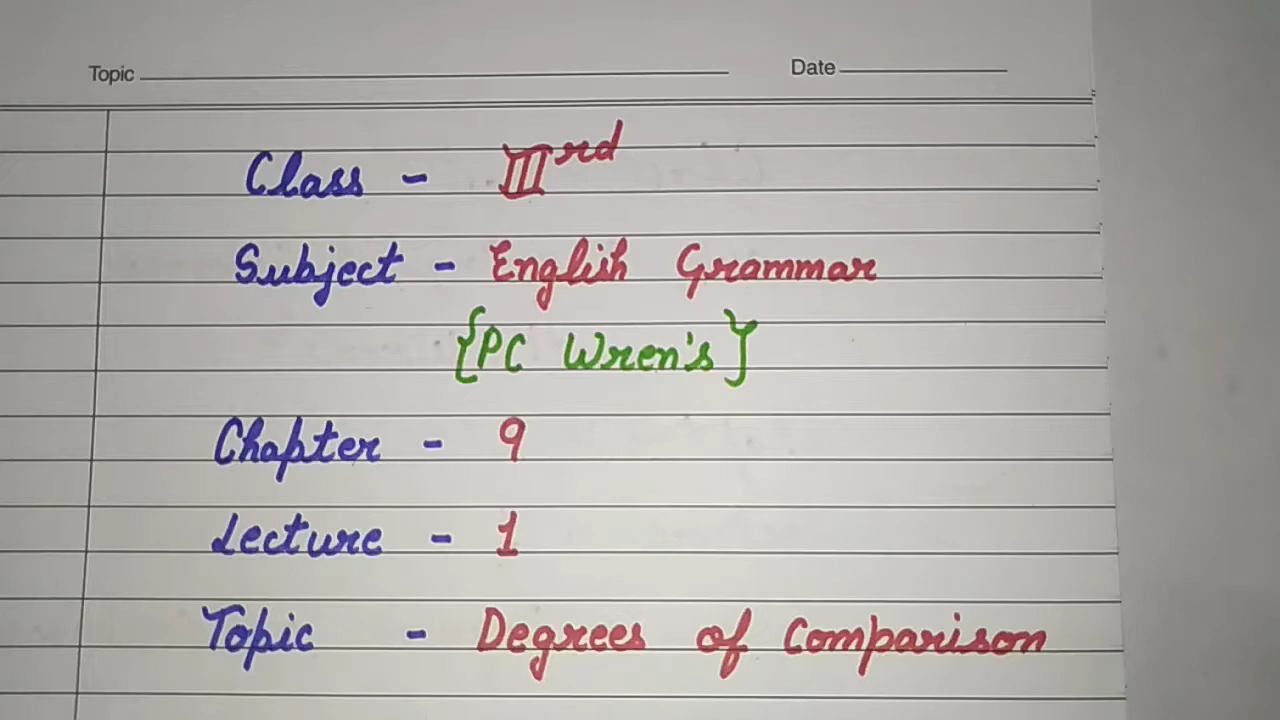 Topic Date
Class - IIIrd
Subject - English Grammar
{PC Wren's}
Chapter - 9
Lecture - 1
Topic - Degrees of Comparison